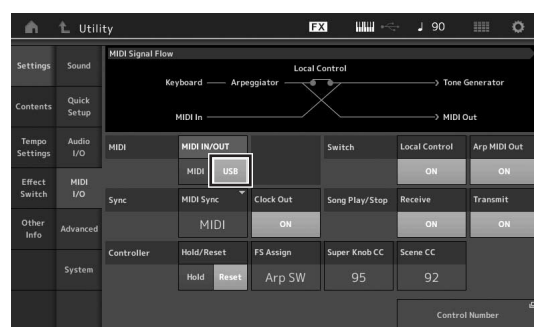 Utility FX ♩ 90
Settings
Contents
Tempo Settings
Effect Switch
Other Info
Sound
Quick Setup
Audio I/O
MIDI I/O
Advanced
System
MIDI Signal Flow
Local Control
Keyboard Arpeggiator Tone Generator
MIDI In MIDI Out
MIDI MIDI IN/OUT Switch Local Control Arp MIDI Out
MIDI USB ON ON
Sync MIDI Sync Clock Out Song Play/Stop Receive Transmit
MIDI ON ON ON
Controller Hold/Reset FS Assign Super Knob CC Scene CC
Hold Reset Arp SW 95 92
Control Number